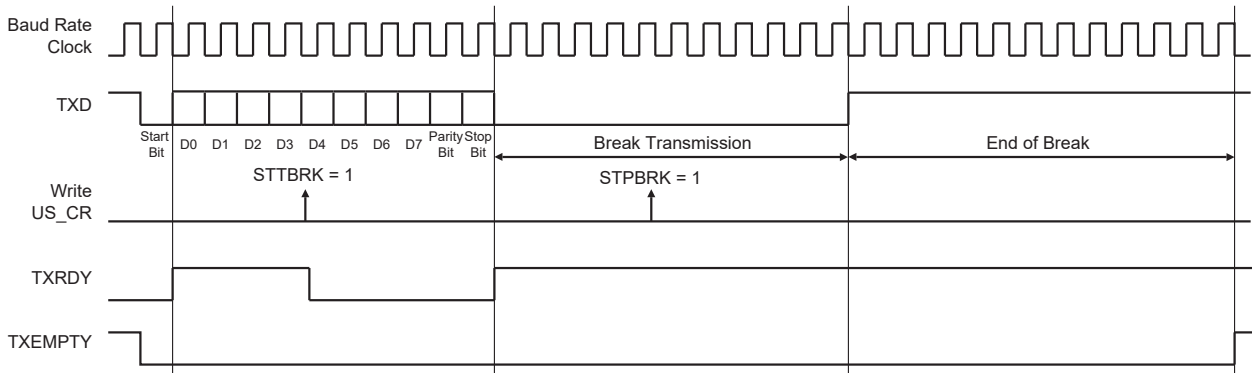 Baud Rate
Clock
TXD
Start
Bit
D0 D1 D2 D3 D4 D5 D6 D7
Parity
Bit
Stop
Bit
Break Transmission
End of Break
STTBRK = 1
STPBRK = 1
Write
US_CR
TXRDY
TXEMPTY